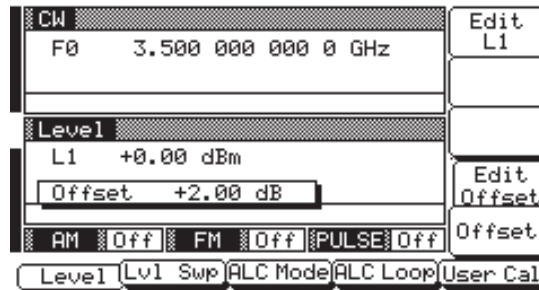 CW
F0 3.500 000 000 0 GHz
Edit
L1
Level
L1 +0.00 dBm
Offset +2.00 dB
Edit
Offset
Offset
AM Off FM Off PULSE Off
Level Lvl Swp ALC Mode ALC Loop User Cal